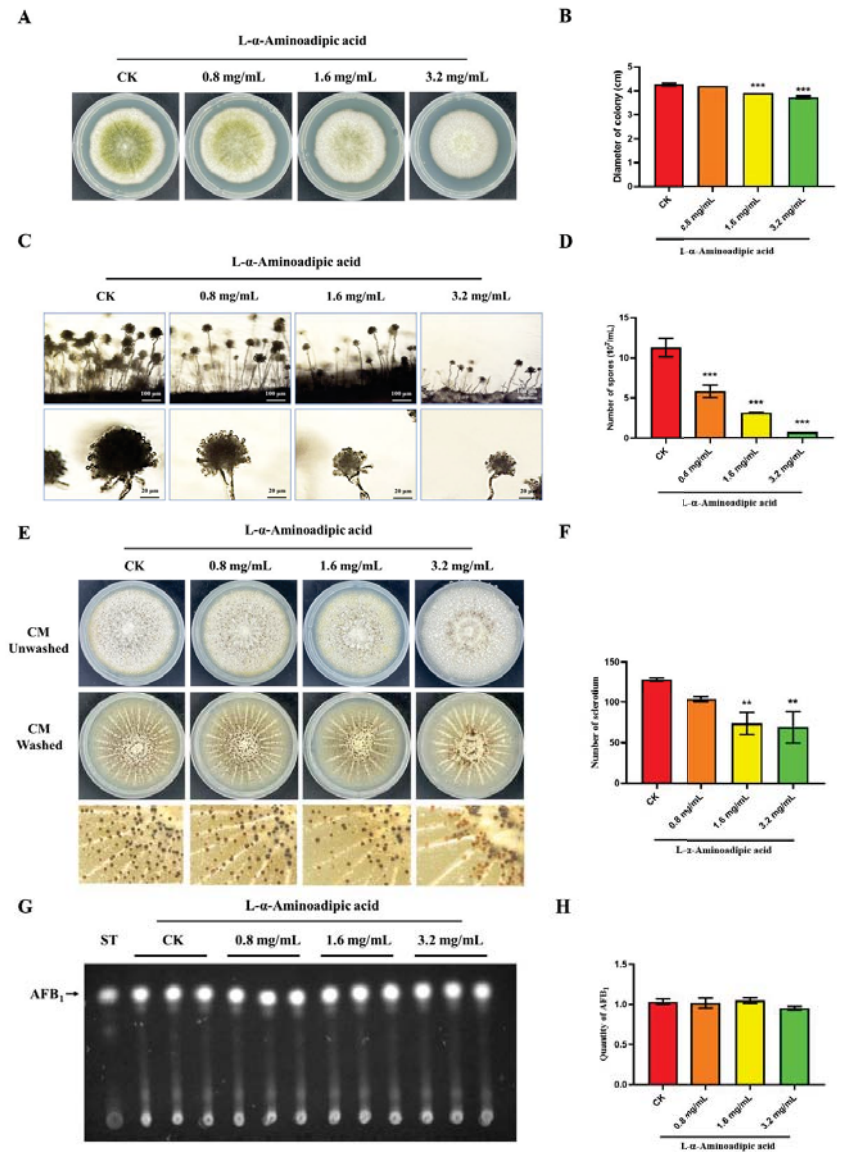 A
L-α-Aminoadipic acid
CK 0.8 mg/mL 1.6 mg/mL 3.2 mg/mL
B
Diameter of colony (cm)
5
4
3
2
1
0
*** ***
CK 0.8 mg/mL 1.6 mg/mL 3.2 mg/mL
L-α-Aminoadipic acid
C
L-α-Aminoadipic acid
CK 0.8 mg/mL 1.6 mg/mL 3.2 mg/mL
100 μm 100 μm 100 μm 100 μm
20 μm 20 μm 20 μm 20 μm
D
Number of spores (10⁷/mL)
15
10
5
0
*** *** ***
CK 0.8 mg/mL 1.6 mg/mL 3.2 mg/mL
L-α-Aminoadipic acid
E
L-α-Aminoadipic acid
CK 0.8 mg/mL 1.6 mg/mL 3.2 mg/mL
CM
Unwashed
CM
Washed
F
Number of sclerotium
150
100
50
0
** **
CK 0.8 mg/mL 1.6 mg/mL 3.2 mg/mL
L-α-Aminoadipic acid
G
L-α-Aminoadipic acid
ST CK 0.8 mg/mL 1.6 mg/mL 3.2 mg/mL
AFB₁→
H
Quantity of AFB₁
1.5
1.0
0.5
0.0
CK 0.8 mg/mL 1.6 mg/mL 3.2 mg/mL
L-α-Aminoadipic acid